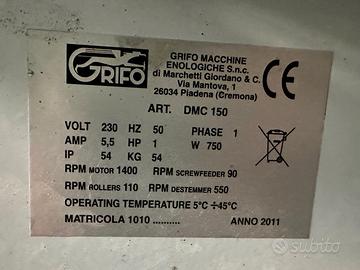 GRIFO
GRIFO MACCHINE
ENOLOGICHE S.n.c.
di Marchetti Giordano & C.
Via Mantova, 1
26034 Piadena (Cremona)
CE
ART. DMC 150
VOLT 230 HZ 50 PHASE 1
AMP 5,5 HP 1 W 750
IP 54 KG 54
RPM MOTOR 1400 RPM SCREWFEEDER 90
RPM ROLLERS 110 RPM DESTEMMER 550
OPERATING TEMPERATURE 5°C ÷45°C
MATRICOLA 1010 .......... ANNO 2011
subito